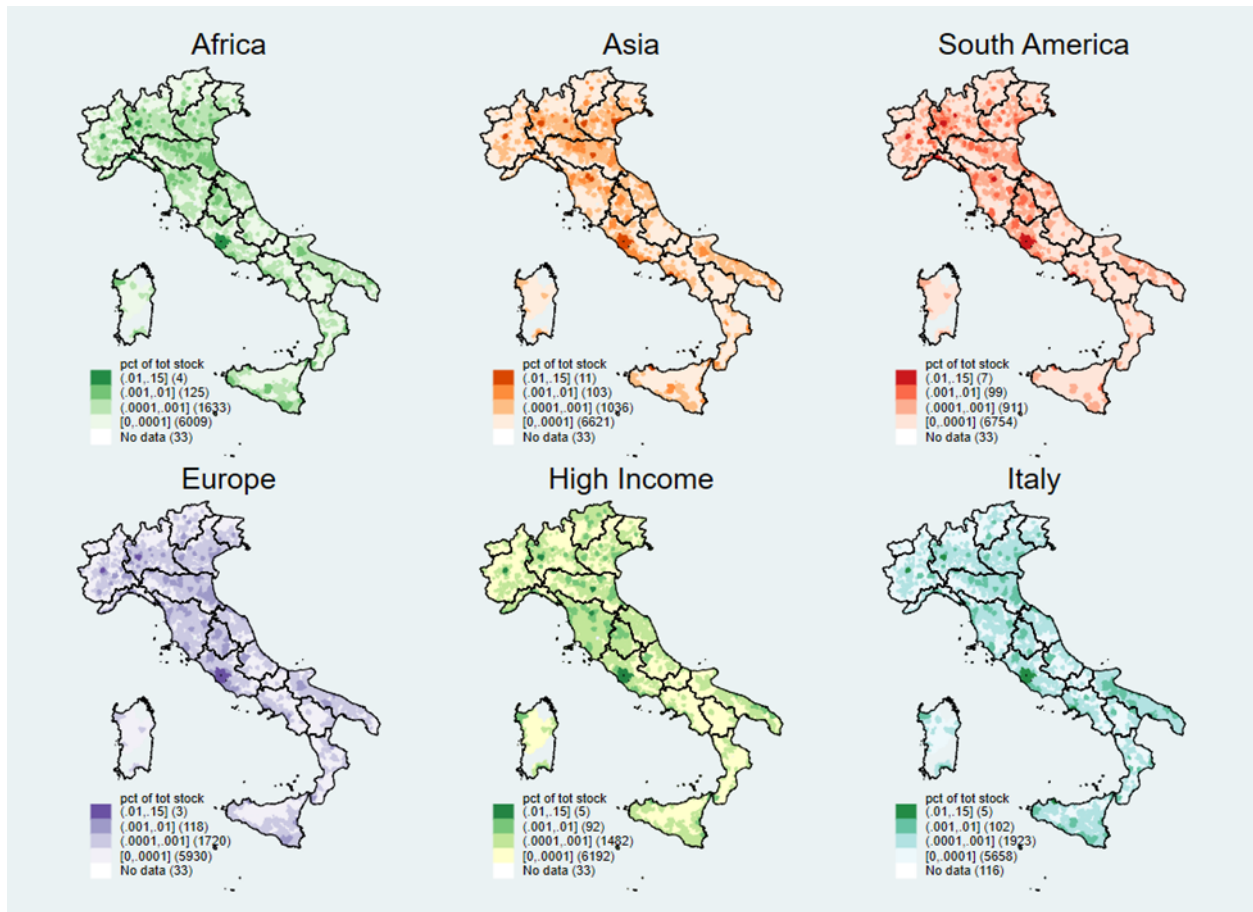 Africa
pct of tot stock
(.01,.15] (4)
(.001,.01] (125)
(.0001,.001] (1633)
[0,.0001] (6009)
No data (33)
Asia
pct of tot stock
(.01,.15] (11)
(.001,.01] (103)
(.0001,.001] (1036)
[0,.0001] (6621)
No data (33)
South America
pct of tot stock
(.01,.15] (7)
(.001,.01] (99)
(.0001,.001] (911)
[0,.0001] (6754)
No data (33)
Europe
pct of tot stock
(.01,.15] (3)
(.001,.01] (118)
(.0001,.001] (1720)
[0,.0001] (5930)
No data (33)
High Income
pct of tot stock
(.01,.15] (5)
(.001,.01] (92)
(.0001,.001] (1482)
[0,.0001] (6192)
No data (33)
Italy
pct of tot stock
(.01,.15] (5)
(.001,.01] (102)
(.0001,.001] (1923)
[0,.0001] (5658)
No data (116)